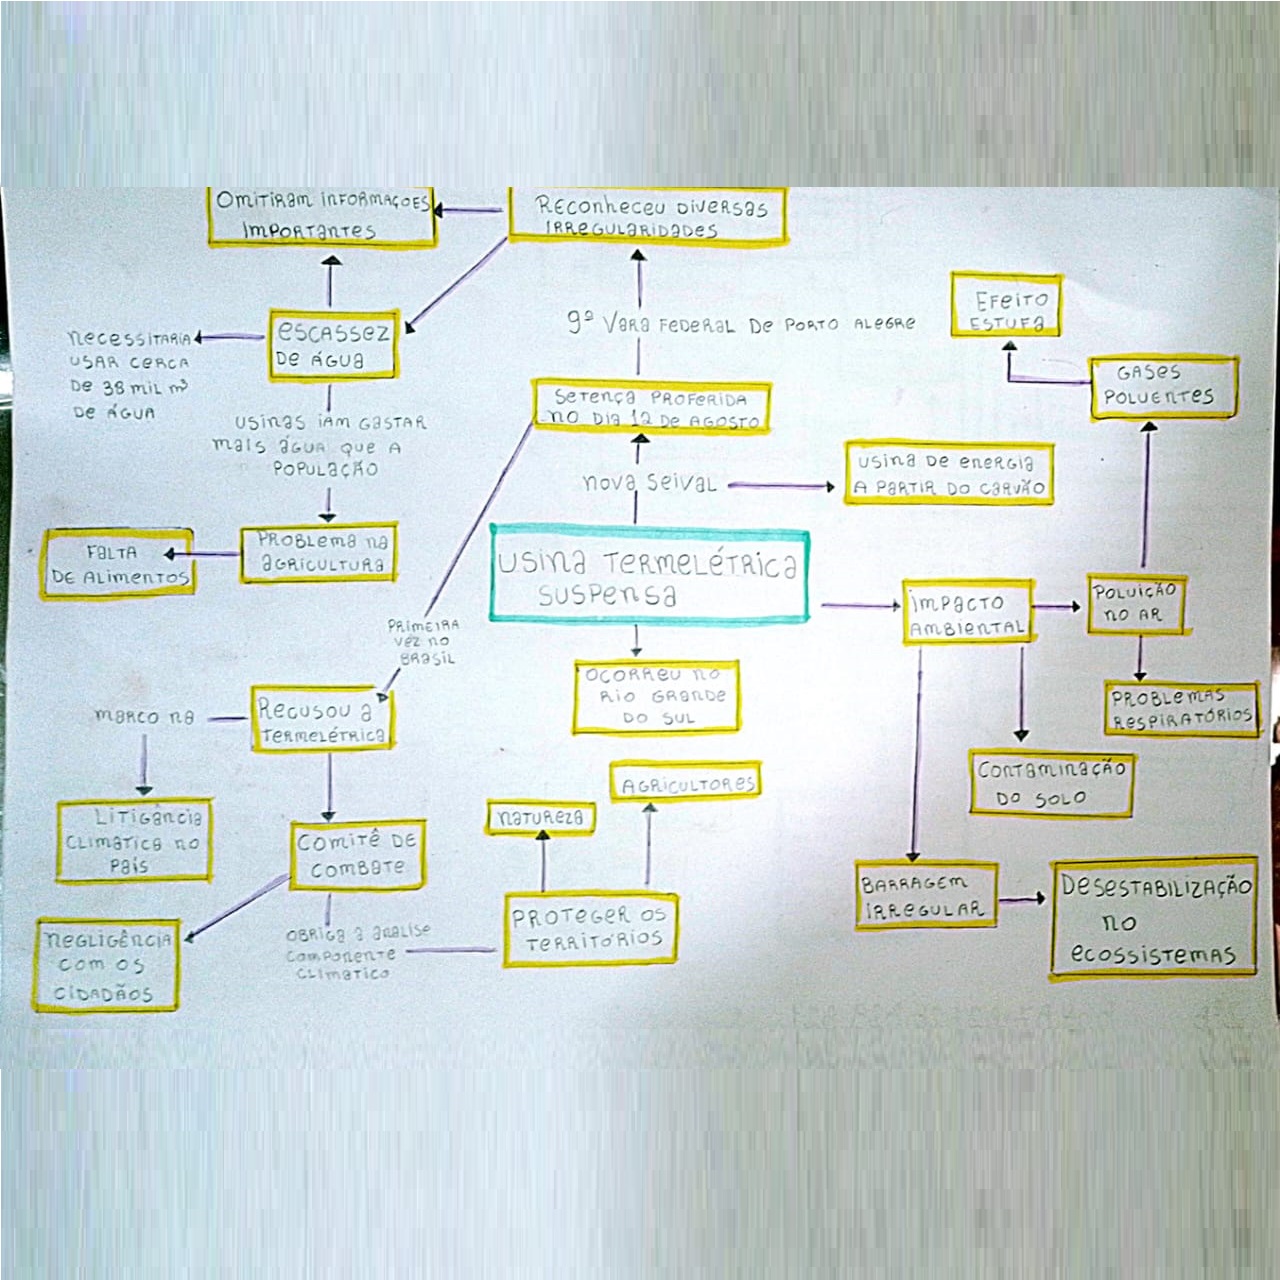 Omitiram informações
importantes
Reconheceu diversas
irregularidades
9ª Vara Federal de Porto Alegre
Efeito
estufa
escassez
de água
necessitaria
usar cerca
de 38 mil m³
de água
gases
poluentes
usinas iam gastar
mais água que a
população
Setença proferida
no dia 12 de agosto
nova Seival
usina de energia
a partir do carvão
Falta
de alimentos
Problema na
agricultura
Usina termelétrica
suspensa
impacto
ambiental
Poluição
no ar
Primeira
vez no
Brasil
Ocorreu no
Rio Grande
do Sul
Problemas
respiratórios
marco na
Recusou a
termelétrica
Contaminação
do solo
Agricultores
natureza
Litigância
climatica no
país
Comitê de
combate
Barragem
irregular
Desestabilização
no
ecossistemas
Proteger os
territórios
obriga a analise
componente
climatico
negligência
com os
cidadãos